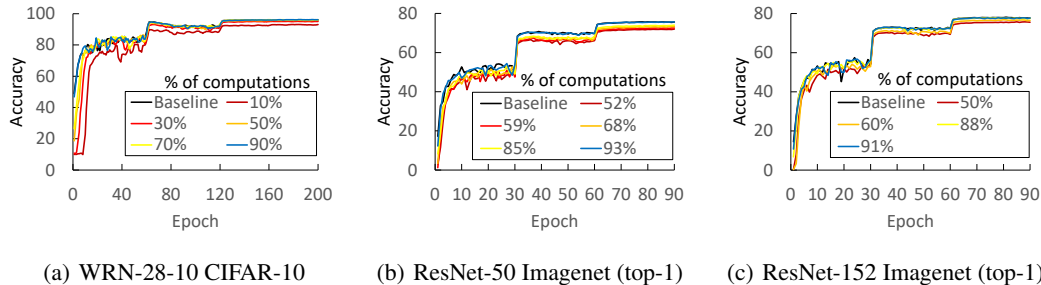 Accuracy
100
80
60
40
20
0
% of computations
Baseline 10%
30% 50%
70% 90%
0 40 80 120 160 200
Epoch
(a) WRN-28-10 CIFAR-10
Accuracy
80
60
40
20
0
% of computations
Baseline 52%
59% 68%
85% 93%
0 10 20 30 40 50 60 70 80 90
Epoch
(b) ResNet-50 Imagenet (top-1)
Accuracy
80
60
40
20
0
% of computations
Baseline 50%
60% 88%
91%
0 10 20 30 40 50 60 70 80 90
Epoch
(c) ResNet-152 Imagenet (top-1)